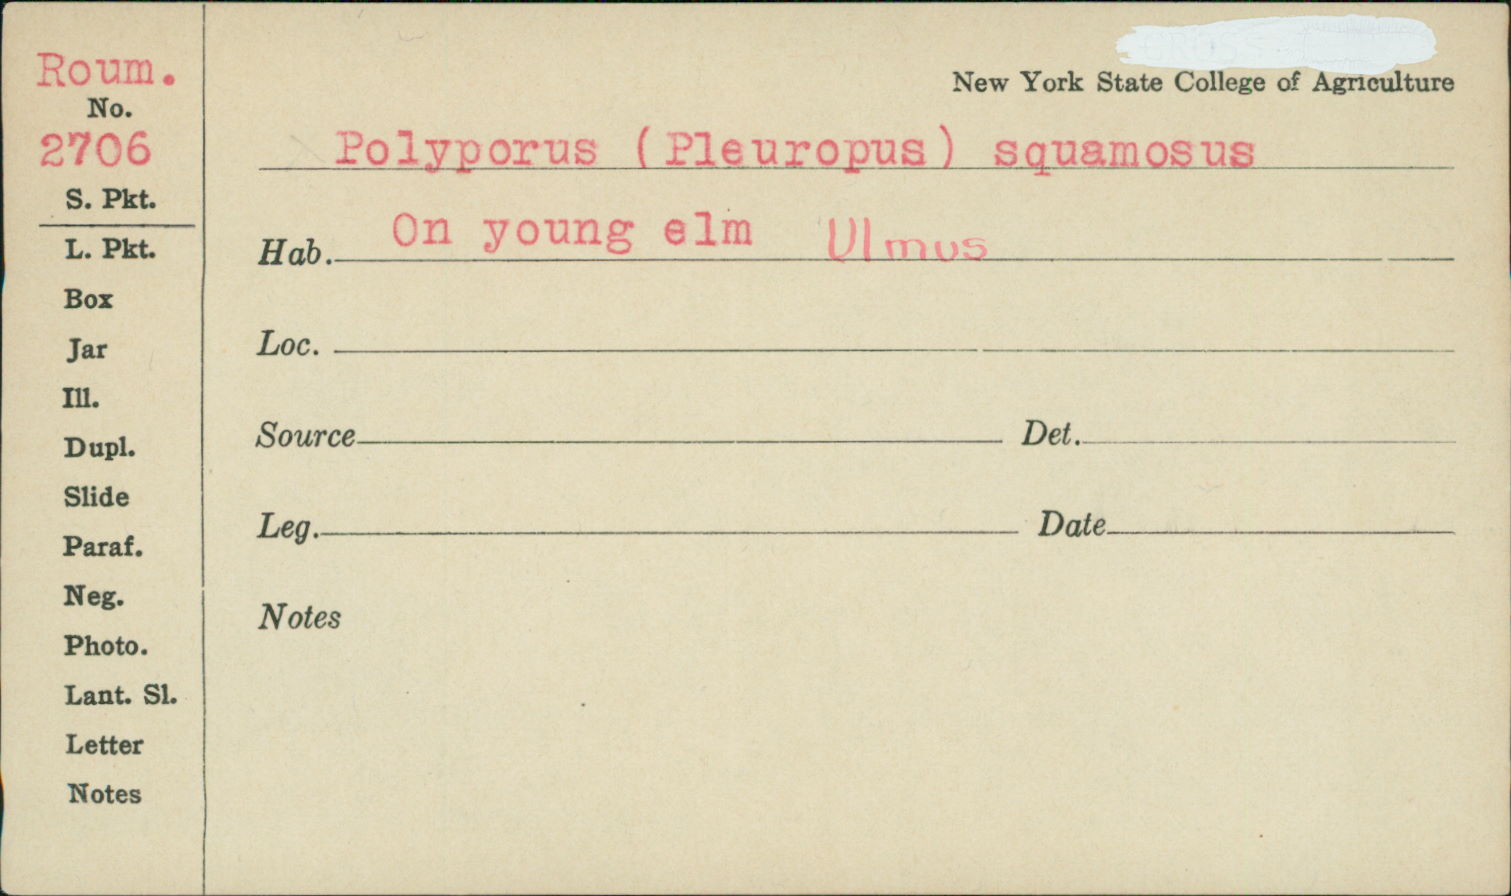 Roum.
No.
2706
S. Pkt.
L. Pkt.
Box
Jar
Ill.
Dupl.
Slide
Paraf.
Neg.
Photo.
Lant. Sl.
Letter
Notes
New York State College of Agriculture
Polyporus (Pleuropus) squamosus
Hab. On young elm Ulmus
Loc.
Source Det.
Leg. Date
Notes